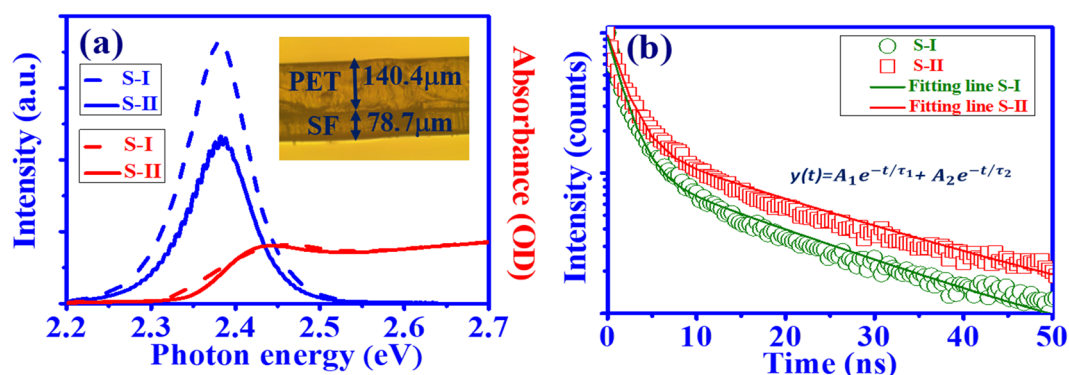 (a)
Intensity (a.u.)
S-I
S-II
S-I
S-II
PET 140.4μm
SF 78.7μm
Absorbance (OD)
2.2 2.3 2.4 2.5 2.6 2.7
Photon energy (eV)
(b)
Intensity (counts)
S-I
S-II
Fitting line S-I
Fitting line S-II
y(t)=A₁e^{-t/τ₁}+ A₂e^{-t/τ₂}
0 10 20 30 40 50
Time (ns)